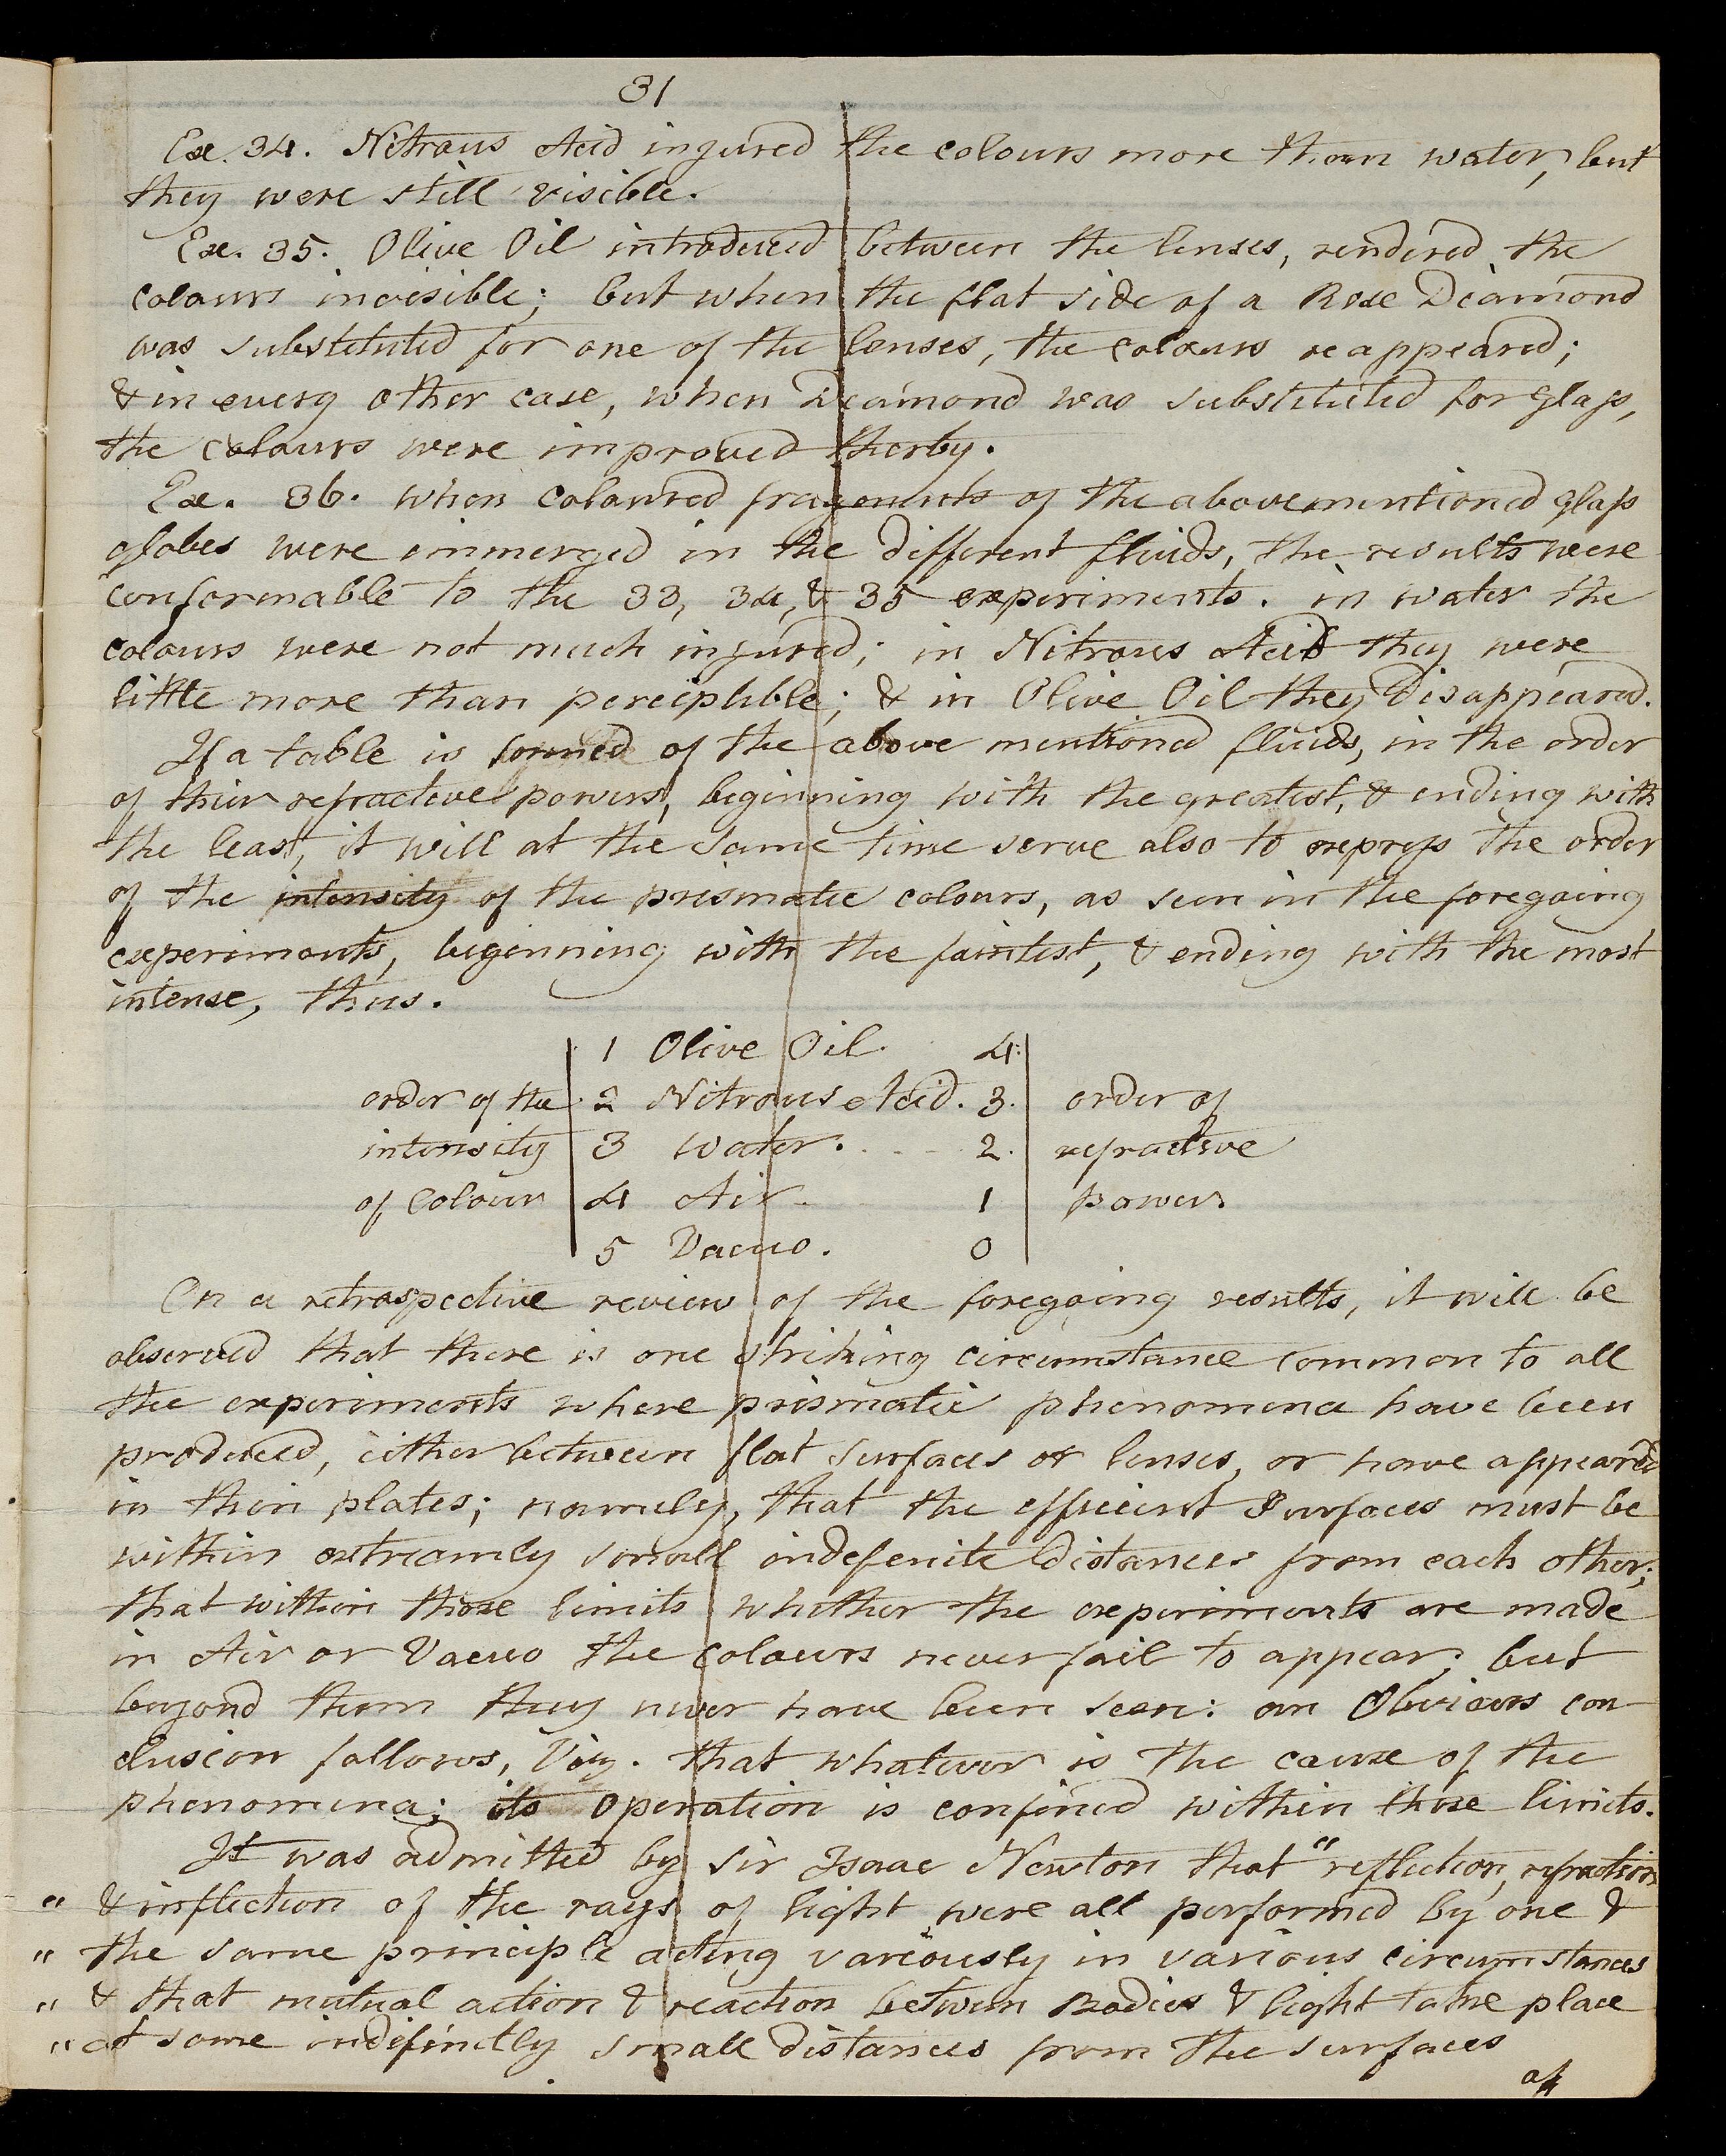 31
Ex. 34. Nitrous Acid injured the colours more than water, but
they were still visible.
Ex. 35. Olive Oil introduced between the lenses, rendered the
colours invisible; but when the flat side of a Rose Diamond
was substituted for one of the lenses, the colours reappeared;
& in every other case, when Diamond was substituted for glass,
the colours were improved therby.
Ex. 36. when coloured fragments of the abovementioned glass
globes were immerged in the different fluids, the results were
conformable to the 33, 34, & 35 experiments. in water the
colours were not much injured; in Nitrous Acid they were
little more than perceptible; & in Olive Oil they Disappeared.
If a table is formed of the above mentioned fluids, in the order
of their refractive powers, beginning with the greatest, & ending with
the least, it will at the same time serve also to express the order
of the intensity of the prismatic colours, as seen in the foregoing
experiments, beginning with the faintest, & ending with the most
intense, thus.
1 Olive Oil. 4.
order of the 2 Nitrous Acid. 3. order of
intensity 3 Water. 2. refractive
of Colour 4 Air 1 power.
5 Vacuo. 0
On a retrospective review of the foregoing results, it will be
observed that there is one striking circumstance common to all
the experiments where prismatic phenomena have been
produced, either between flat surfaces or lenses, or have appeared
in thin plates; namely, that the efficient Surfaces must be
within extreamly small indefenite distances from each other;
that within those limits whether the experiments are made
in Air or Vacuo the colours never fail to appear; but
beyond them they never have been seen: an Obvious con-
clusion follows, Viz. that whatever is the cause of the
phenomena; its Operation is confined within those limits.
It was admitted by Sir Isaac Newton that "reflection, refraction
" & inflection of the rays of light were all performed by one &
" the same principle acting variously in various circumstances
" & that mutual action & reaction between Bodies & light take place
" at some indifinitly small distances from the surfaces
of